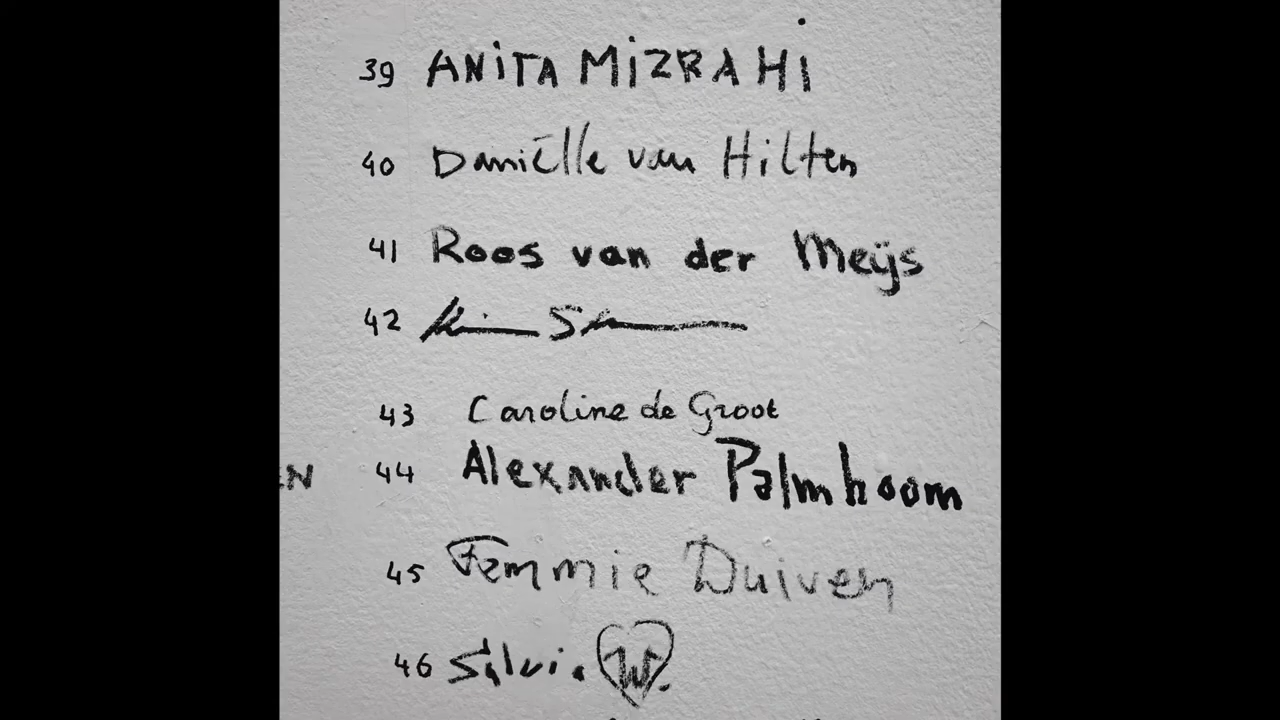 39 ANiTA MiZRAHi
40 Daniëlle van Hilten
41 Roos van der Meijs
42
43 Caroline de Groot
EN 44 Alexander Palmboom
45 Femmie Duiven
46 Silvia W.